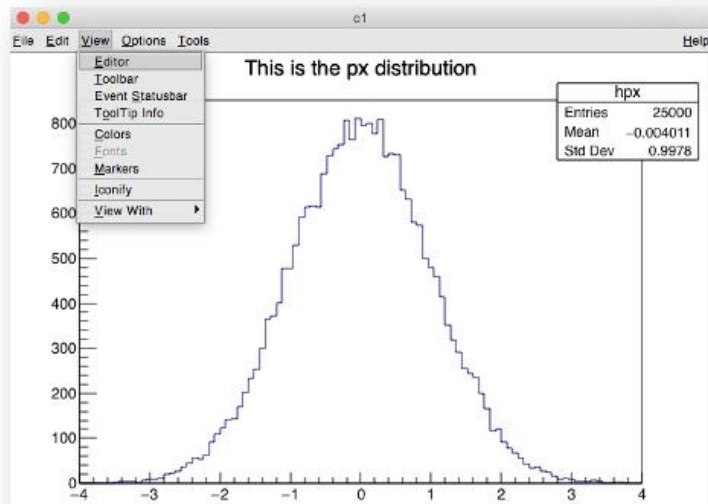 c1
File Edit View Options Tools Help
Editor
Toolbar
Event Statusbar
ToolTip Info
Colors
Fonts
Markers
Iconify
View With
This is the px distribution
hpx
Entries 25000
Mean −0.004011
Std Dev 0.9978
800
700
600
500
400
300
200
100
0
−4 −3 −2 −1 0 1 2 3 4